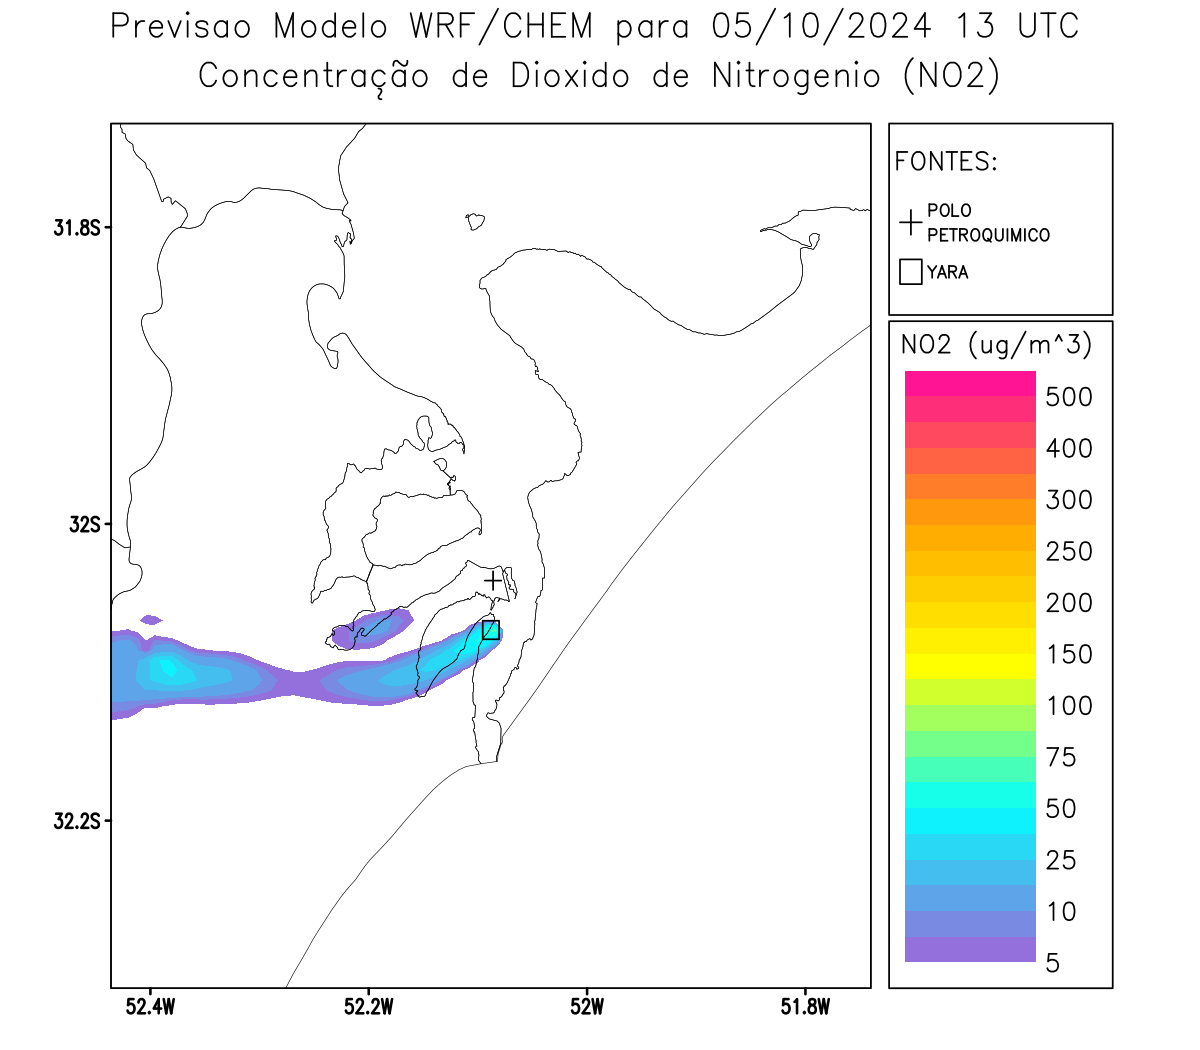 Previsao Modelo WRF/CHEM para 05/10/2024 13 UTC
Concentração de Dioxido de Nitrogenio (NO2)
FONTES:
POLO
PETROQUIMICO
YARA
NO2 (ug/m^3)
500
400
300
250
200
150
100
75
50
25
10
5
31.8S
32S
32.2S
52.4W
52.2W
52W
51.8W